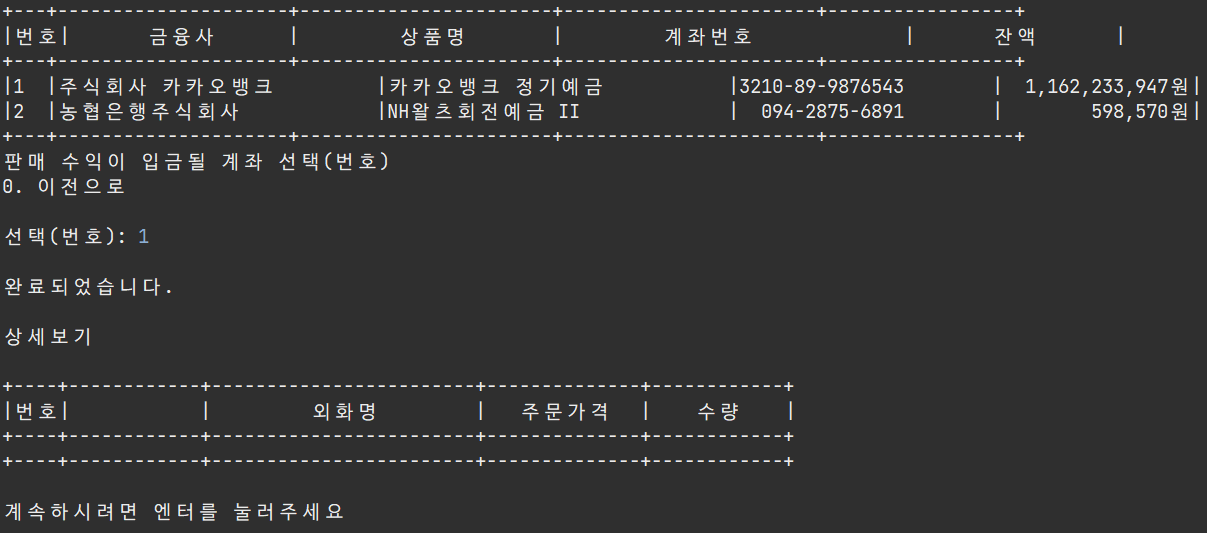 +---+---------------------+-----------------------+-----------------------+-----------------+
|번호|       금융사       |         상품명        |         계좌번호              |       잔액       |
+---+---------------------+-----------------------+-----------------------+-----------------+
|1  |주식회사 카카오뱅크         |카카오뱅크 정기예금           |3210-89-9876543        |  1,162,233,947원|
|2  |농협은행주식회사            |NH왈츠회전예금 II             |  094-2875-6891        |        598,570원|
+---+---------------------+-----------------------+-----------------------+-----------------+
판매 수익이 입금될 계좌 선택(번호)
0. 이전으로
선택(번호): 1
완료되었습니다.
상세보기
+----+------------+------------------------+--------------+------------+
|번호|            |         외화명         |   주문가격   |    수량    |
+----+------------+------------------------+--------------+------------+
+----+------------+------------------------+--------------+------------+
계속하시려면 엔터를 눌러주세요